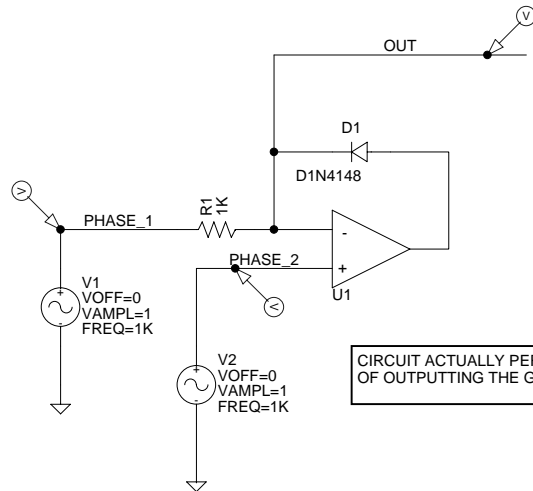 V
OUT
D1
D1N4148
V
PHASE_1
R1
1K
-
PHASE_2
+
U1
V
V1
VOFF=0
VAMPL=1
FREQ=1K
+
-
V2
VOFF=0
VAMPL=1
FREQ=1K
+
-
CIRCUIT ACTUALLY
OF OUTPUTTING THE